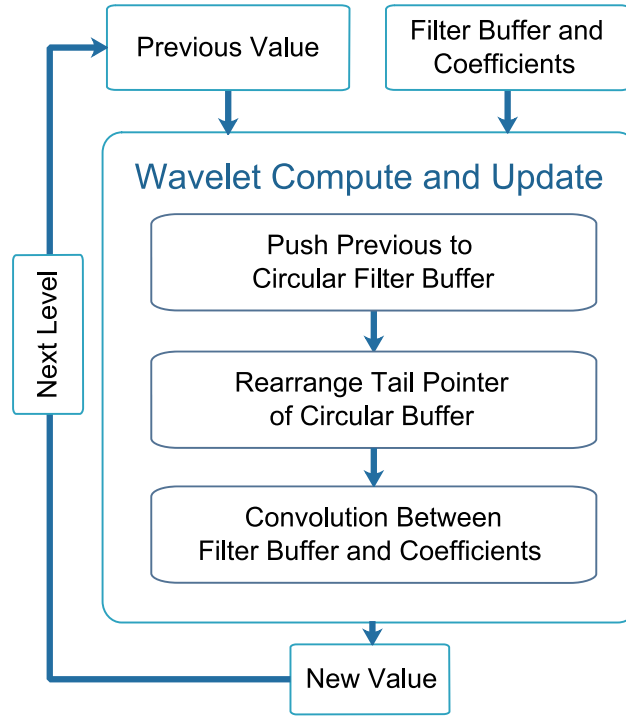 Previous Value
Filter Buffer and
Coefficients
Wavelet Compute and Update
Push Previous to
Circular Filter Buffer
Rearrange Tail Pointer
of Circular Buffer
Convolution Between
Filter Buffer and Coefficients
Next Level
New Value